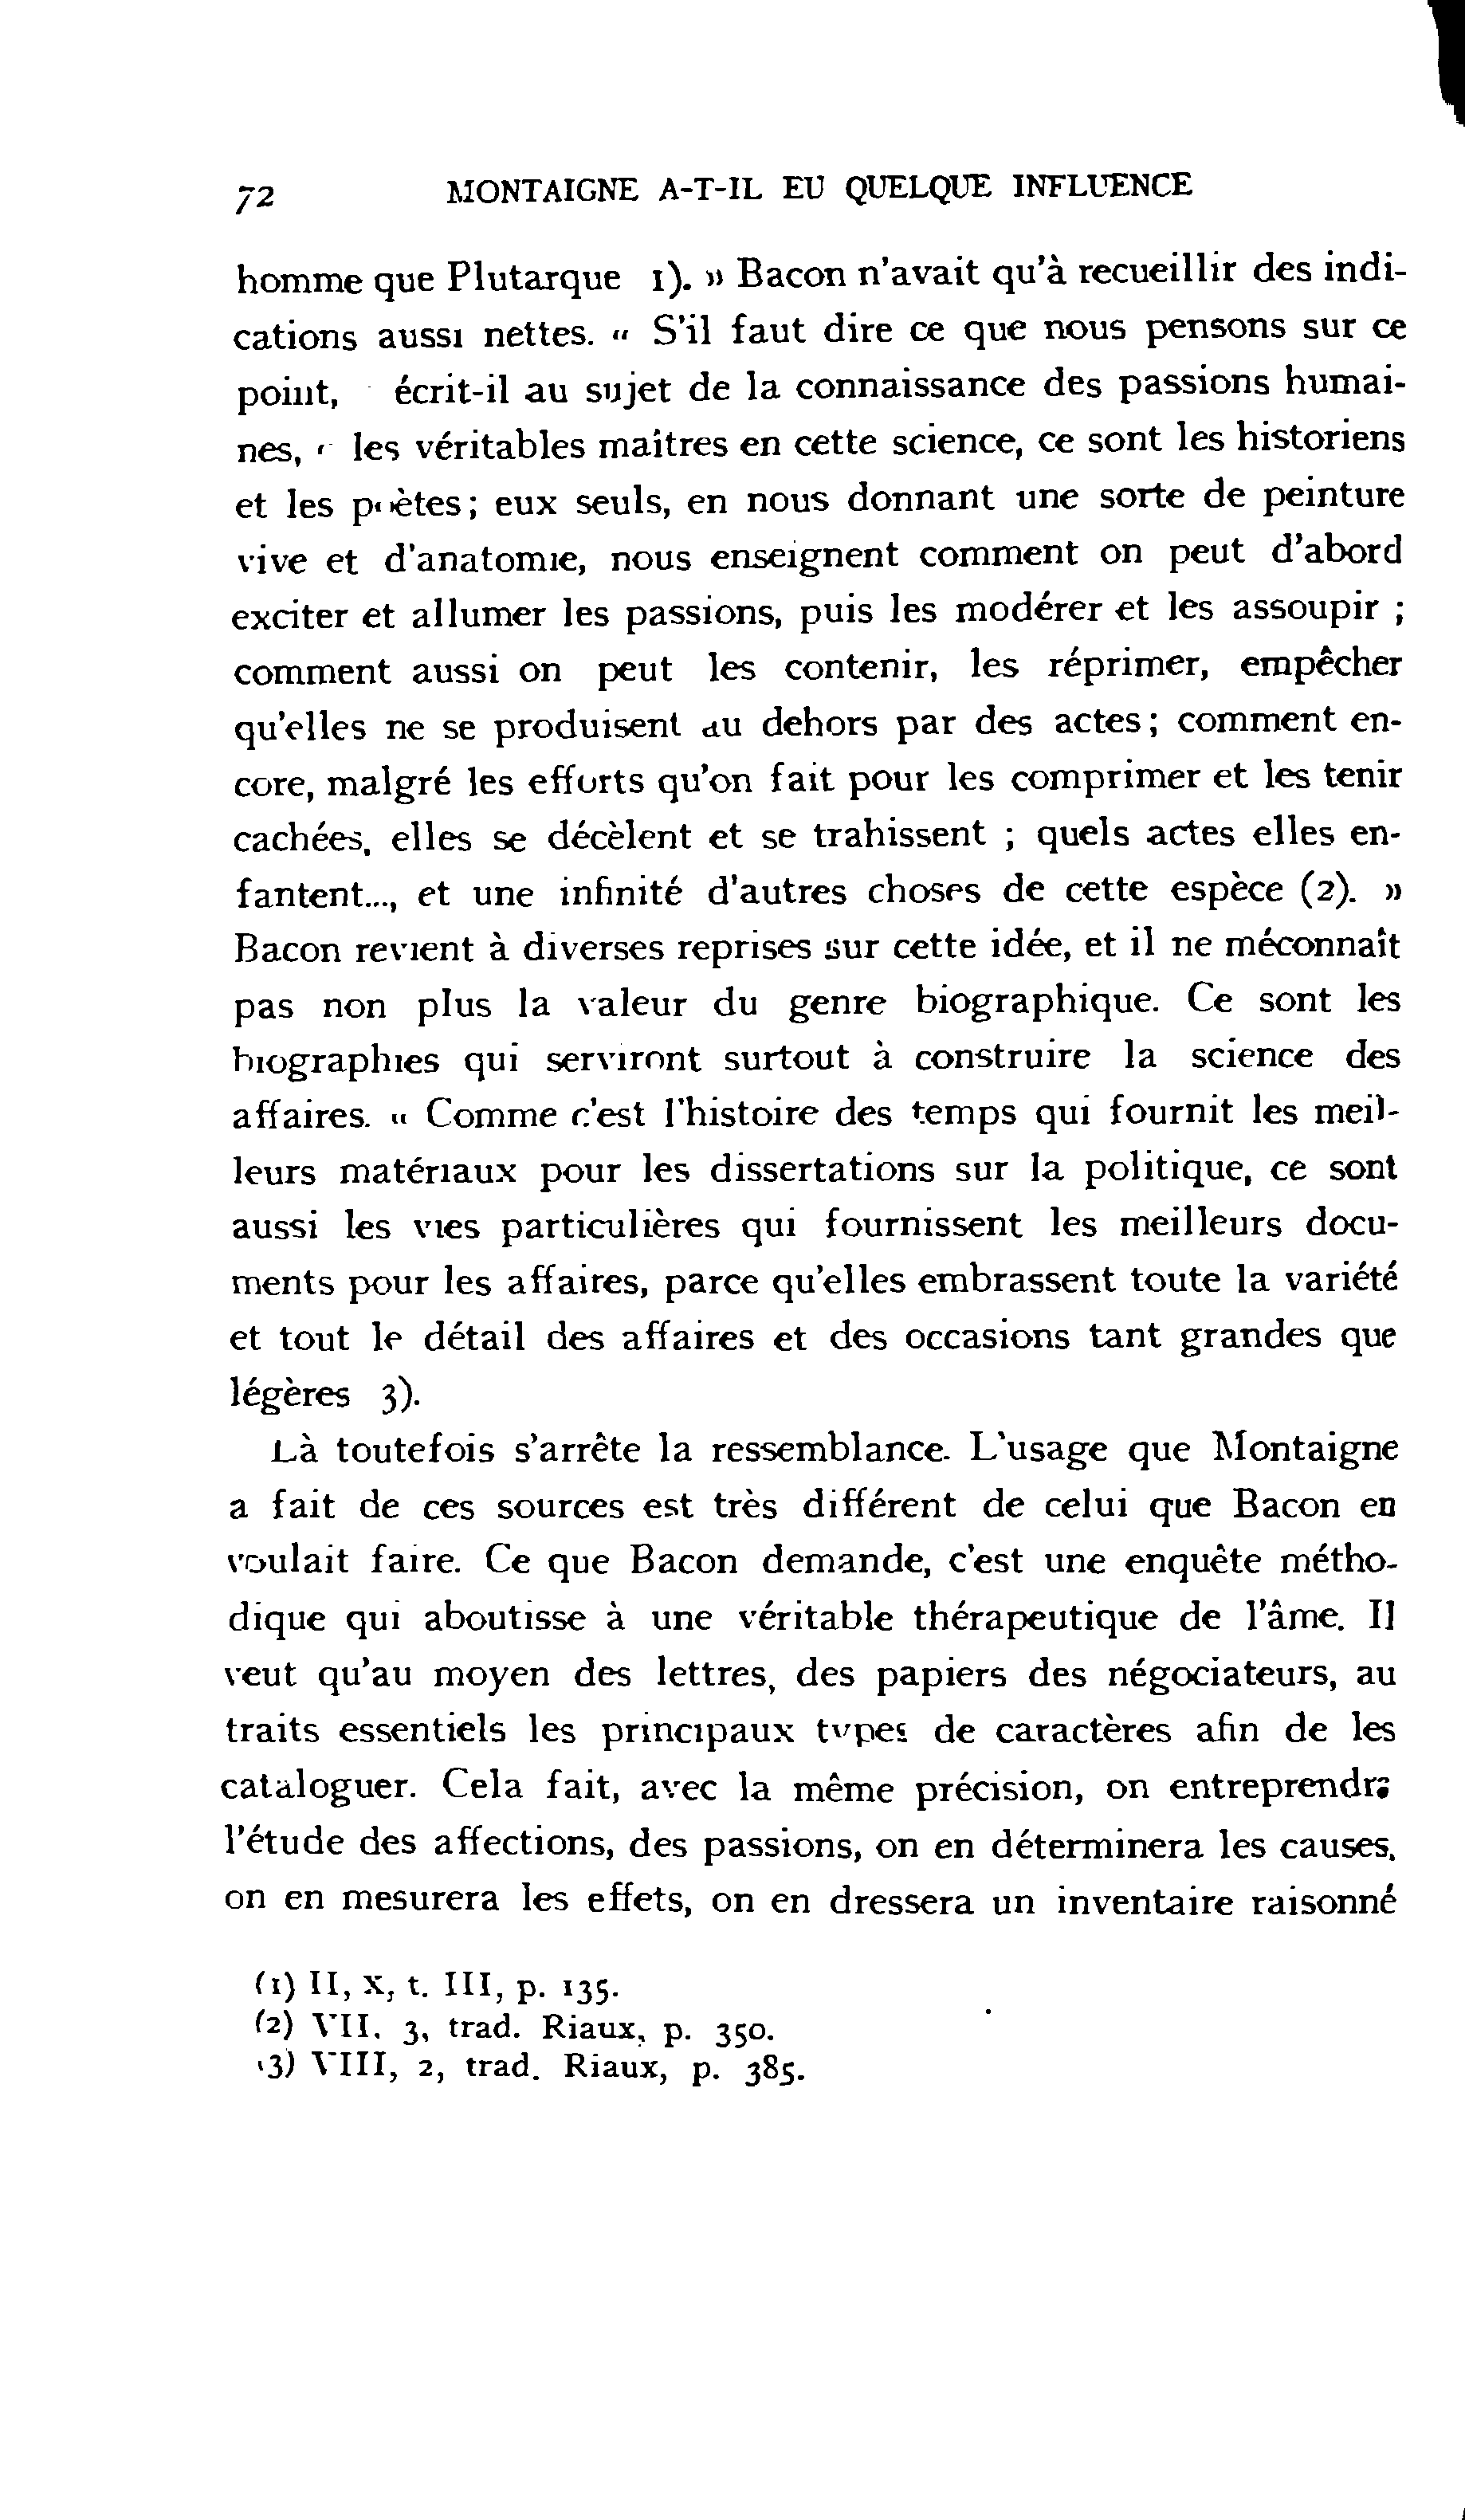 72 MONTAIGNE A-T-IL EU QUELQUE INFLUENCE
homme que Plutarque 1). » Bacon n'avait qu'à recueillir des indi-
cations aussi nettes. « S'il faut dire ce que nous pensons sur ce
point, écrit-il au sujet de la connaissance des passions humai-
nes, « les véritables maîtres en cette science, ce sont les historiens
et les poètes; eux seuls, en nous donnant une sorte de peinture
vive et d'anatomie, nous enseignent comment on peut d'abord
exciter et allumer les passions, puis les modérer et les assoupir ;
comment aussi on peut les contenir, les réprimer, empêcher
qu'elles ne se produisent au dehors par des actes; comment en-
core, malgré les efforts qu'on fait pour les comprimer et les tenir
cachées, elles se décèlent et se trahissent ; quels actes elles en-
fantent..., et une infinité d'autres choses de cette espèce (2). »
Bacon revient à diverses reprises sur cette idée, et il ne méconnaît
pas non plus la valeur du genre biographique. Ce sont les
biographies qui serviront surtout à construire la science des
affaires. « Comme c'est l'histoire des temps qui fournit les meil-
leurs matériaux pour les dissertations sur la politique, ce sont
aussi les vies particulières qui fournissent les meilleurs docu-
ments pour les affaires, parce qu'elles embrassent toute la variété
et tout le détail des affaires et des occasions tant grandes que
légères 3).
Là toutefois s'arrête la ressemblance. L'usage que Montaigne
a fait de ces sources est très différent de celui que Bacon en
voulait faire. Ce que Bacon demande, c'est une enquête métho-
dique qui aboutisse à une véritable thérapeutique de l'âme. Il
veut qu'au moyen des lettres, des papiers des négociateurs, au
traits essentiels les principaux types de caractères afin de les
cataloguer. Cela fait, avec la même précision, on entreprendra
l'étude des affections, des passions, on en déterminera les causes,
on en mesurera les effets, on en dressera un inventaire raisonné
(1) II, X, t. III, p. 135.
(2) VII, 3, trad. Riaux, p. 350.
(3) VIII, 2, trad. Riaux, p. 385.